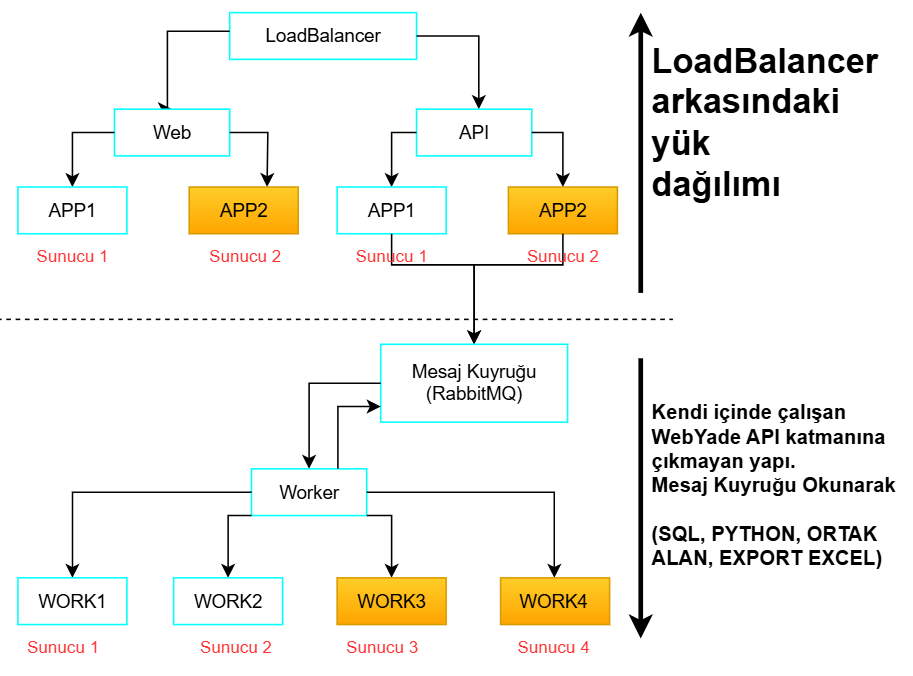 LoadBalancer
Web
API
APP1
APP2
APP1
APP2
Sunucu 1
Sunucu 2
Sunucu 1
Sunucu 2
LoadBalancer
arkasındaki
yük
dağılımı
Mesaj Kuyruğu
(RabbitMQ)
Worker
WORK1
WORK2
WORK3
WORK4
Sunucu 1
Sunucu 2
Sunucu 3
Sunucu 4
Kendi içinde çalışan
WebYade API katmanına
çıkmayan yapı.
Mesaj Kuyruğu Okunarak
(SQL, PYTHON, ORTAK
ALAN, EXPORT EXCEL)